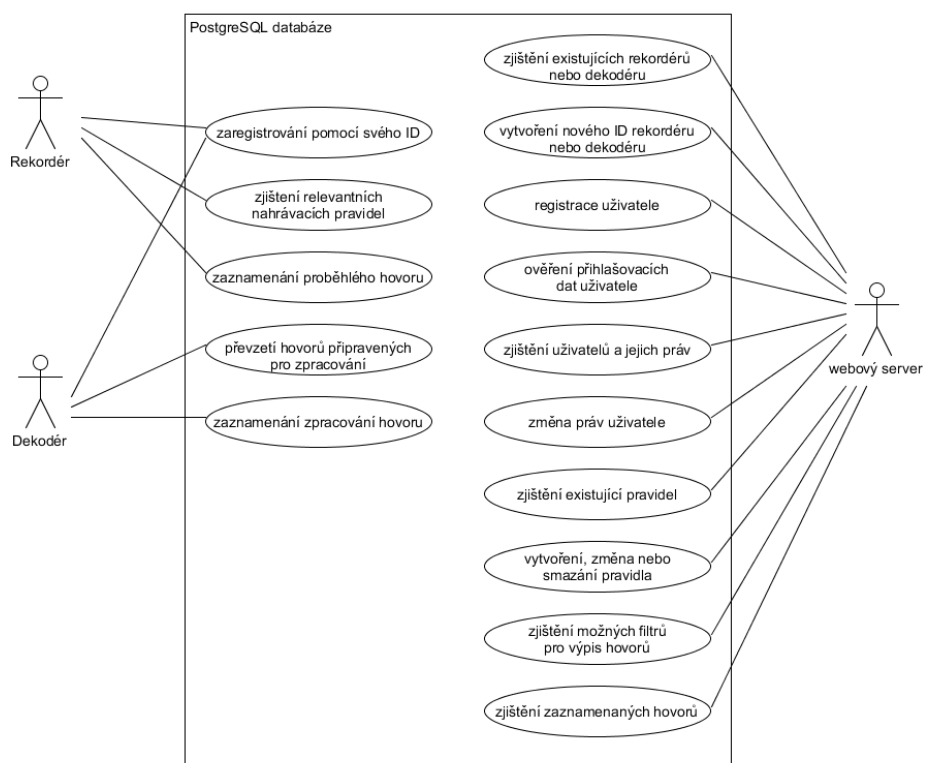 PostgreSQL databáze
Rekordér
Dekodér
zaregistrování pomocí svého ID
zjištení relevantních
nahrávacích pravidel
zaznamenání proběhlého hovoru
převzetí hovorů připravených
pro zpracování
zaznamenání zpracování hovoru
zjištění existujících rekordérů
nebo dekodéru
vytvoření nového ID rekordéru
nebo dekodéru
registrace uživatele
ověření přihlašovacích
dat uživatele
zjištění uživatelů a jejich práv
změna práv uživatele
zjištění existující pravidel
vytvoření, změna nebo
smazání pravidla
zjištění možných filtrů
pro výpis hovorů
zjištění zaznamenaných hovorů
webový server